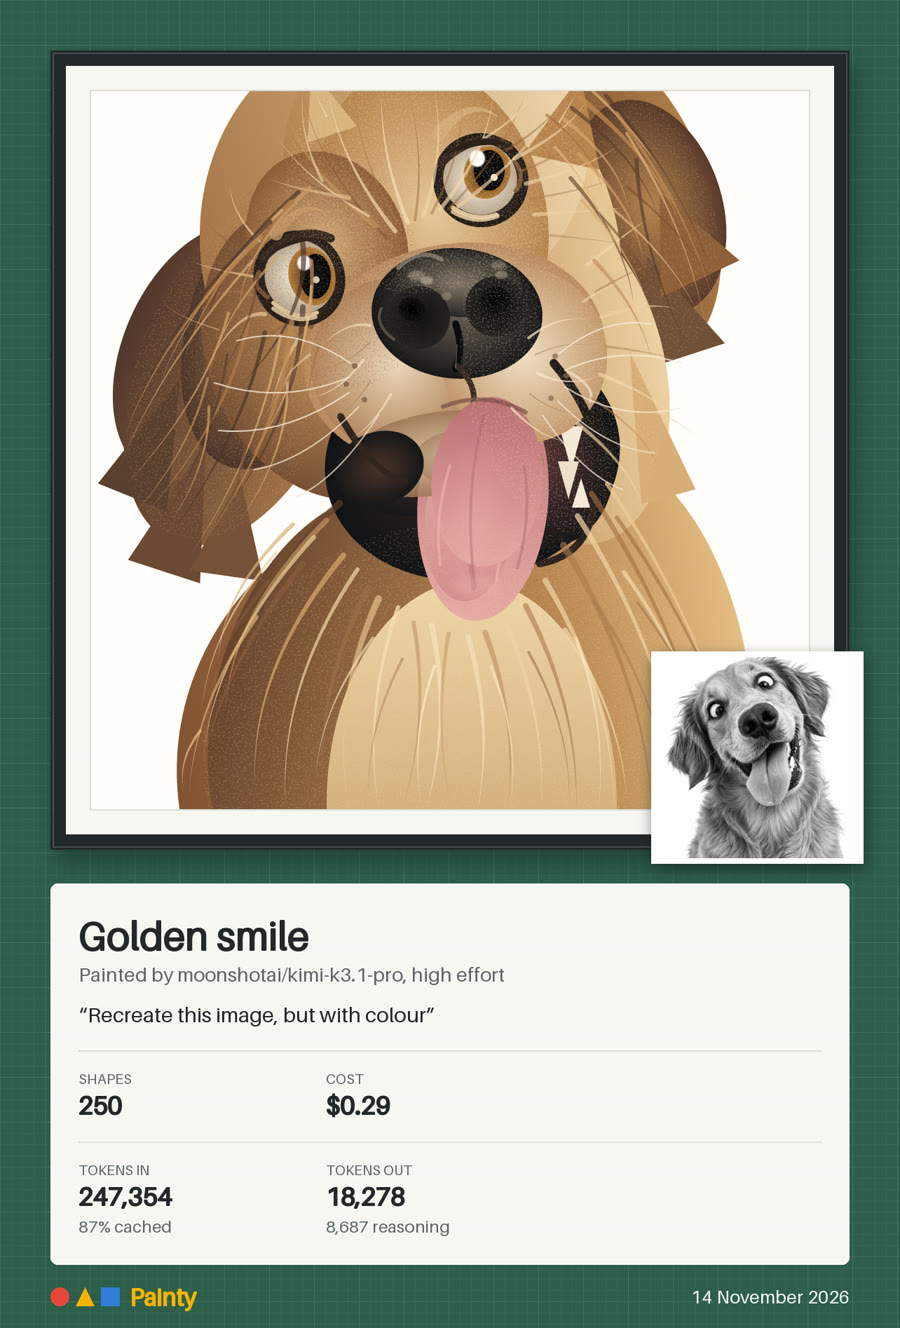 Golden smile
Painted by moonshotai/kimi-k3.1-pro, high effort
“Recreate this image, but with colour”
SHAPES
250
COST
$0.29
TOKENS IN
247,354
87% cached
TOKENS OUT
18,278
8,687 reasoning
Painty
14 November 2026